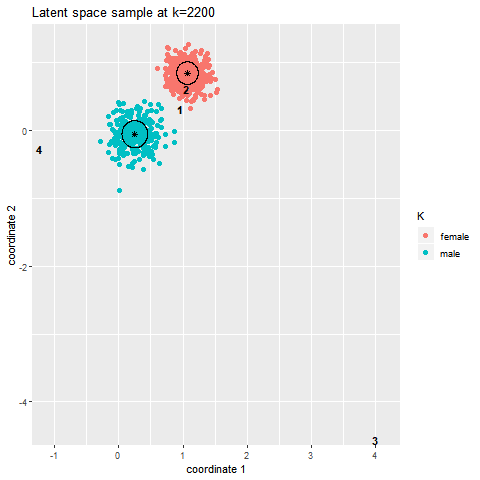 Latent space sample at k=2200
2
1
4
3
0
-2
-4
-1
0
1
2
3
4
coordinate 1
coordinate 2
K
female
male